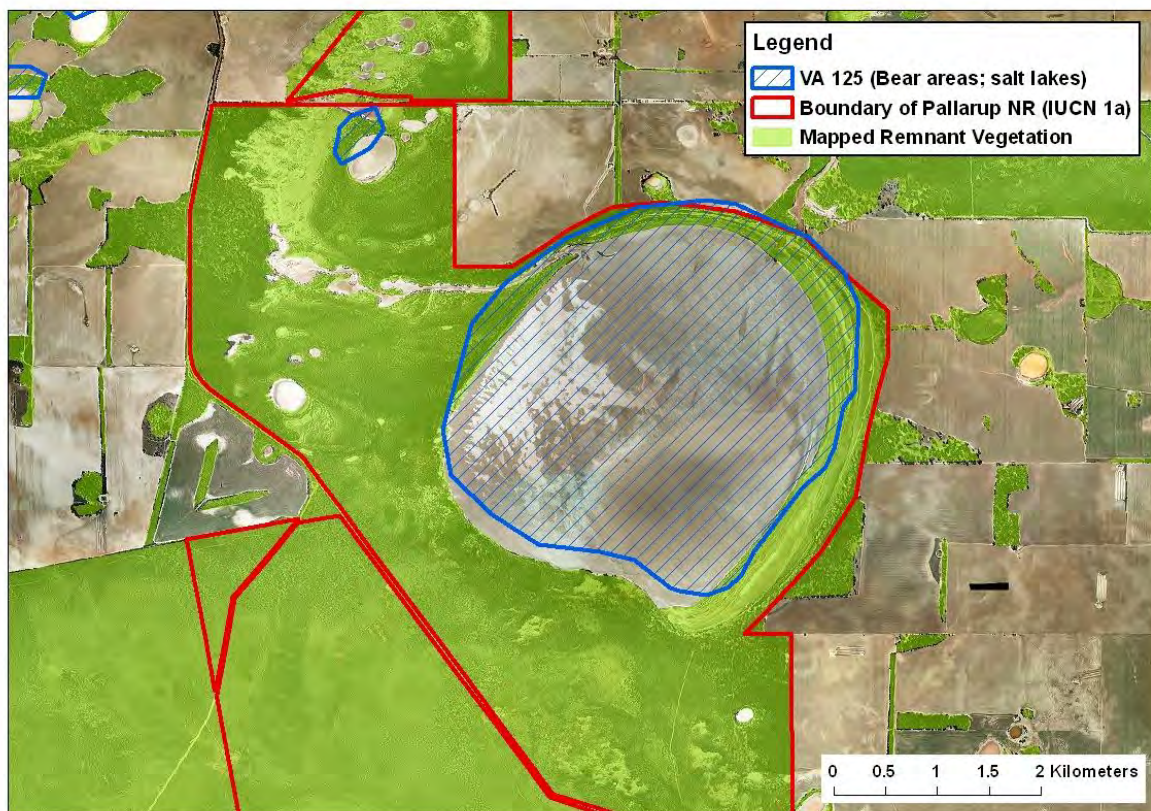 Legend
VA 125 (Bear areas; salt lakes)
Boundary of Pallarup NR (IUCN 1a)
Mapped Remnant Vegetation
0 0.5 1 1.5 2 Kilometers